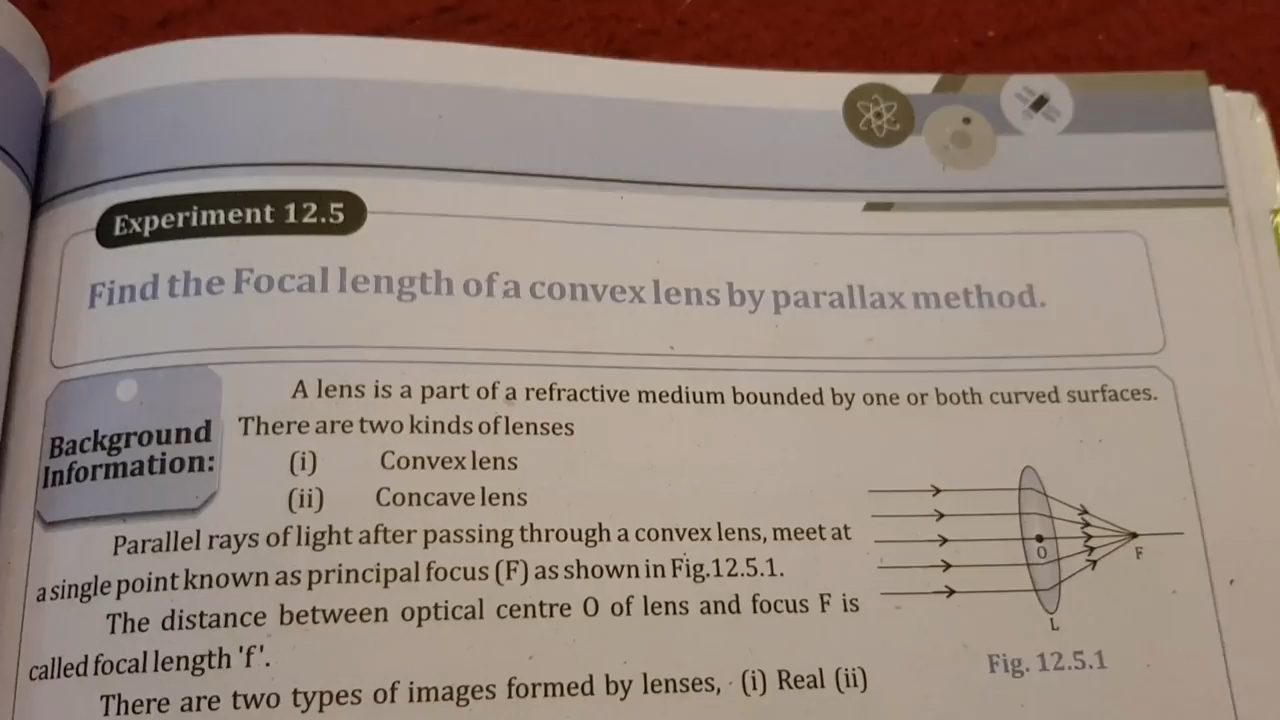 Experiment 12.5
Find the Focal length of a convex lens by parallax method.
Background
Information:
A lens is a part of a refractive medium bounded by one or both curved surfaces.
There are two kinds of lenses
(i) Convex lens
(ii) Concave lens
Parallel rays of light after passing through a convex lens, meet at
a single point known as principal focus (F) as shown in Fig.12.5.1.
The distance between optical centre O of lens and focus F is
called focal length 'f'.
There are two types of images formed by lenses, (i) Real (ii)
O
F
L
Fig. 12.5.1